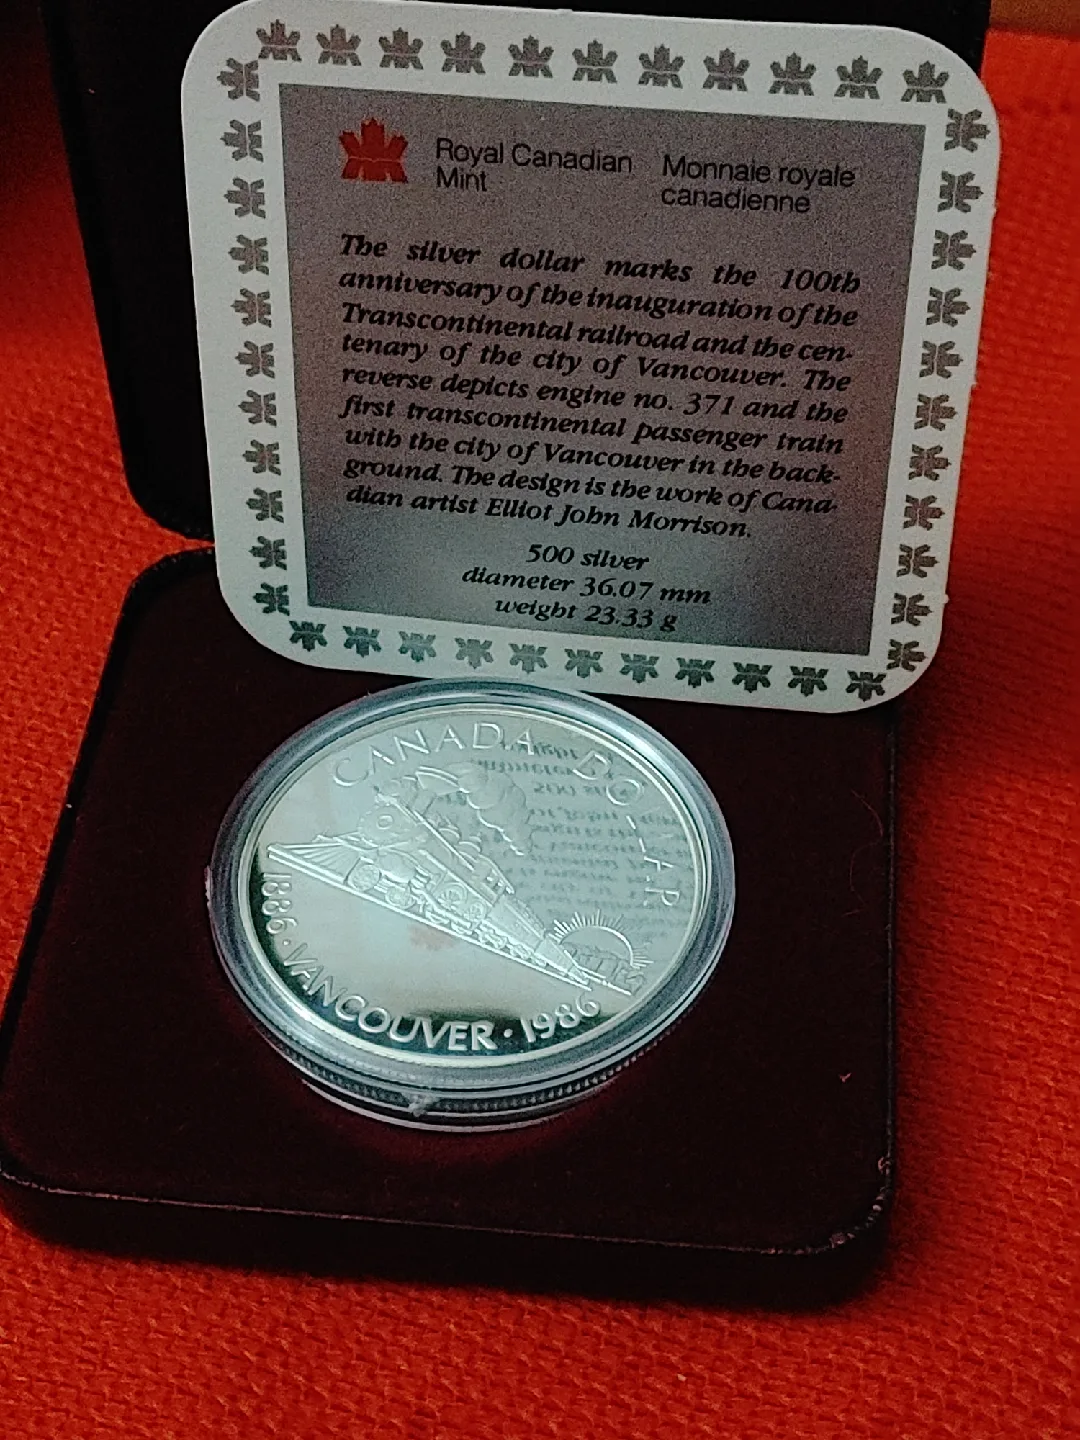 Royal Canadian Mint
Monnaie royale canadienne
The silver dollar marks the 100th
anniversary of the inauguration of the
Transcontinental railroad and the cen-
tenary of the city of Vancouver. The
reverse depicts engine no. 371 and the
first transcontinental passenger train
with the city of Vancouver in the back-
ground. The design is the work of Cana-
dian artist Elliot John Morrison.
500 silver
diameter 36.07 mm
weight 23.33 g
CANADA DOLLAR
1886 · VANCOUVER · 1986